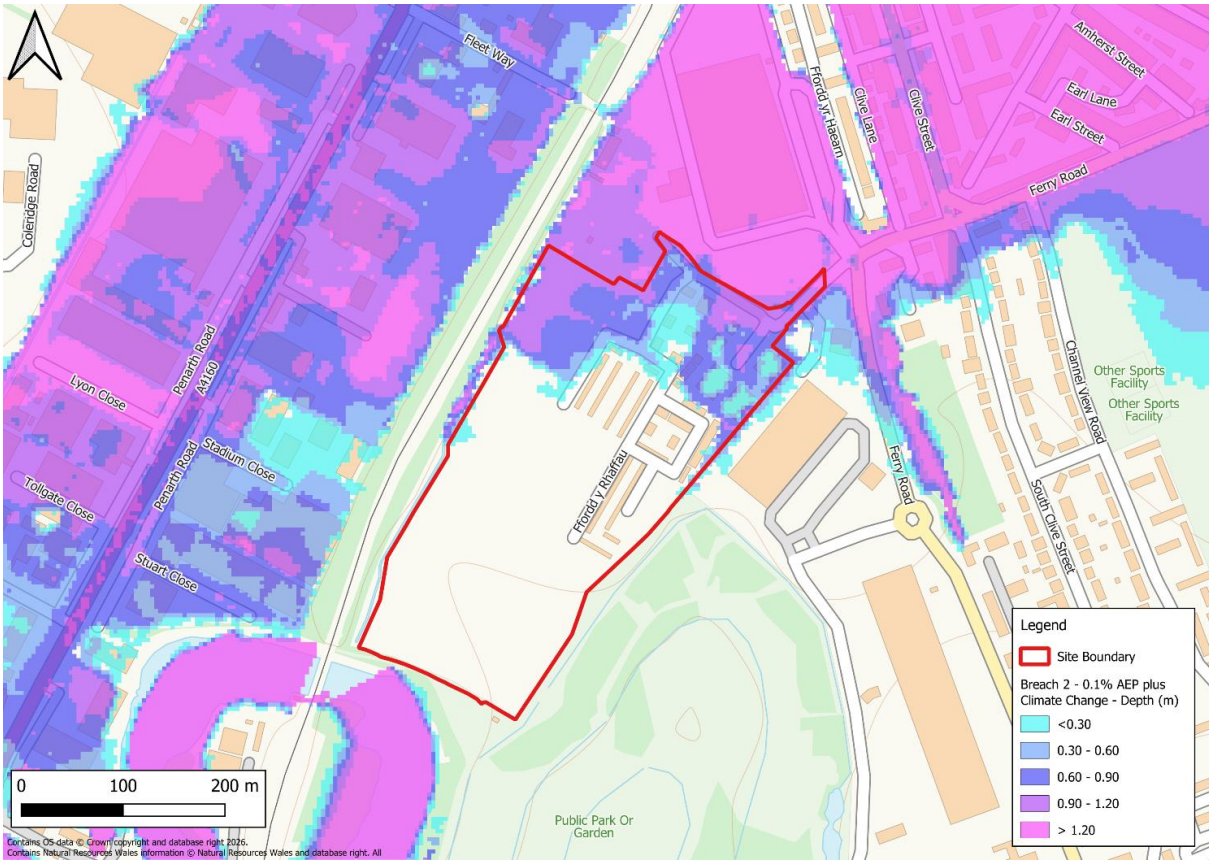 Fleet Way
Coleridge Road
Penarth Road
A4160
Lyon Close
Stadium Close
Tollgate Close
Penarth Road
Stuart Close
Ffordd yr Haearn
Clive Lane
Clive Street
Amherst Street
Earl Lane
Earl Street
Ferry Road
Channel View Road
Other Sports
Facility
Other Sports
Facility
Ffordd y Rhaffau
Ferry Road
South Clive Street
Public Park Or
Garden
Legend
Site Boundary
Breach 2 - 0.1% AEP plus
Climate Change - Depth (m)
<0.30
0.30 - 0.60
0.60 - 0.90
0.90 - 1.20
> 1.20
0 100 200 m
Contains OS data © Crown copyright and database right 2026.
Contains Natural Resources Wales information © Natural Resources Wales and database right. All